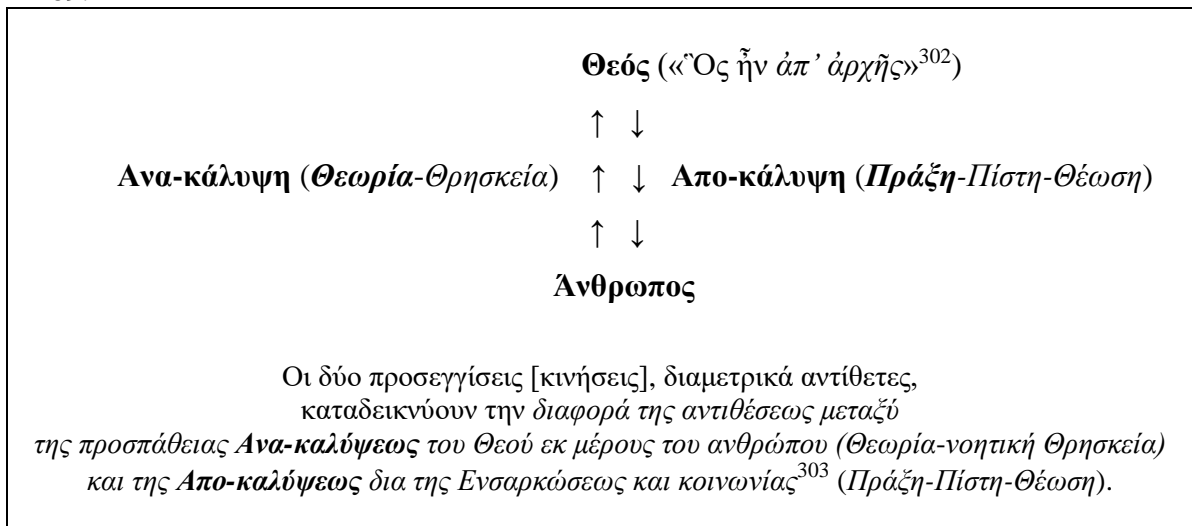 Θεός («Ὃς ἦν ἀπ’ ἀρχῆς»302)
↑ ↓
Ανα-κάλυψη (Θεωρία-Θρησκεία) ↑ ↓ Απο-κάλυψη (Πράξη-Πίστη-Θέωση)
↑ ↓
Άνθρωπος
Οι δύο προσεγγίσεις [κινήσεις], διαμετρικά αντίθετες,
καταδεικνύουν την διαφορά της αντιθέσεως μεταξύ
της προσπάθειας Ανα-καλύψεως του Θεού εκ μέρους του ανθρώπου (Θεωρία-νοητική Θρησκεία)
και της Απο-καλύψεως δια της Ενσαρκώσεως και κοινωνίας303 (Πράξη-Πίστη-Θέωση).